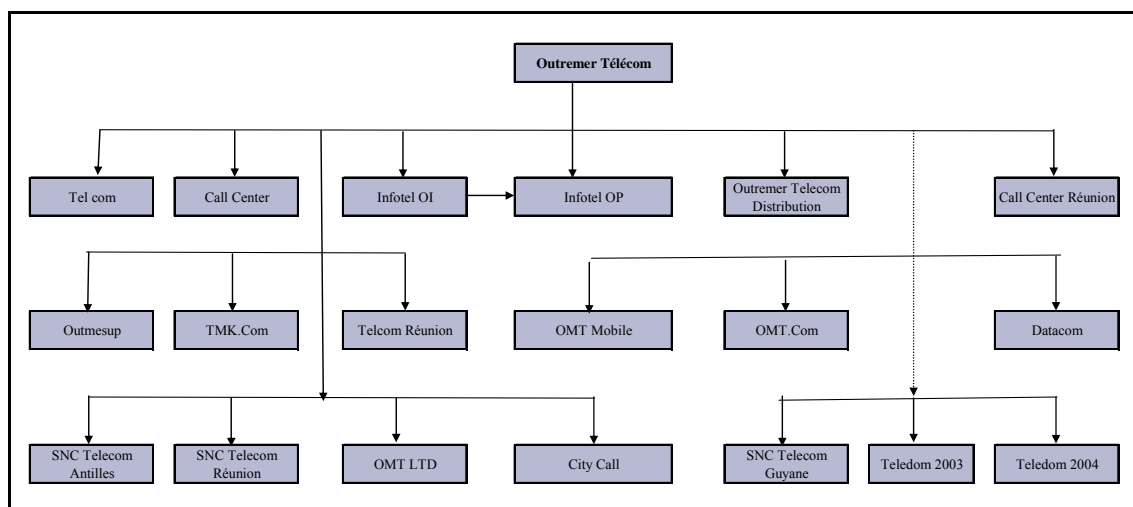 Outremer Télécom
Tel com
Call Center
Infotel OI
Infotel OP
Outremer Telecom
Distribution
Call Center Réunion
Outmesup
TMK.Com
Telcom Réunion
OMT Mobile
OMT.Com
Datacom
SNC Telecom
Antilles
SNC Telecom
Réunion
OMT LTD
City Call
SNC Telecom
Guyane
Teledom 2003
Teledom 2004